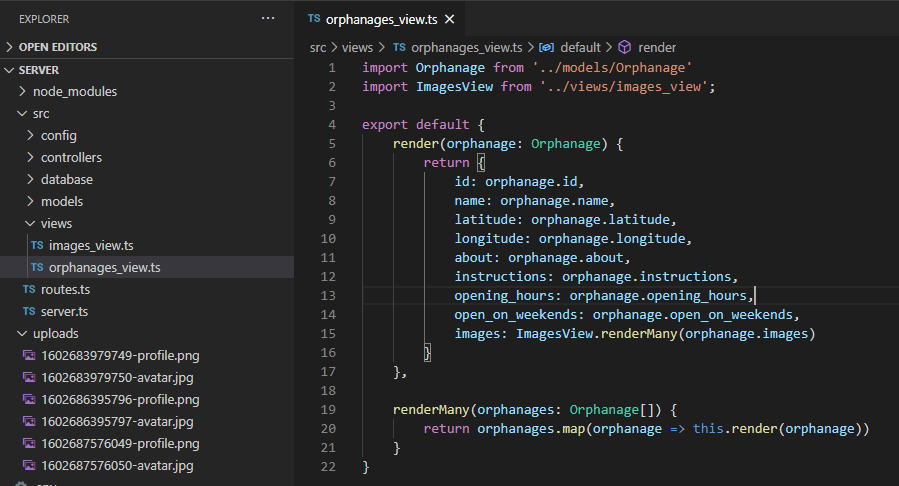 EXPLORER
···
OPEN EDITORS
SERVER
node_modules
src
config
controllers
database
models
views
TS images_view.ts
TS orphanages_view.ts
TS routes.ts
TS server.ts
uploads
1602683979749-profile.png
1602683979750-avatar.jpg
1602686395796-profile.png
1602686395797-avatar.jpg
1602687576049-profile.png
1602687576050-avatar.jpg
TS orphanages_view.ts ×
src > views > TS orphanages_view.ts > default > render
1 import Orphanage from '../models/Orphanage'
2 import ImagesView from '../views/images_view';
3
4 export default {
5 render(orphanage: Orphanage) {
6 return {
7 id: orphanage.id,
8 name: orphanage.name,
9 latitude: orphanage.latitude,
10 longitude: orphanage.longitude,
11 about: orphanage.about,
12 instructions: orphanage.instructions,
13 opening_hours: orphanage.opening_hours,
14 open_on_weekends: orphanage.open_on_weekends,
15 images: ImagesView.renderMany(orphanage.images)
16 }
17 },
18
19 renderMany(orphanages: Orphanage[]) {
20 return orphanages.map(orphanage => this.render(orphanage))
21 }
22 }